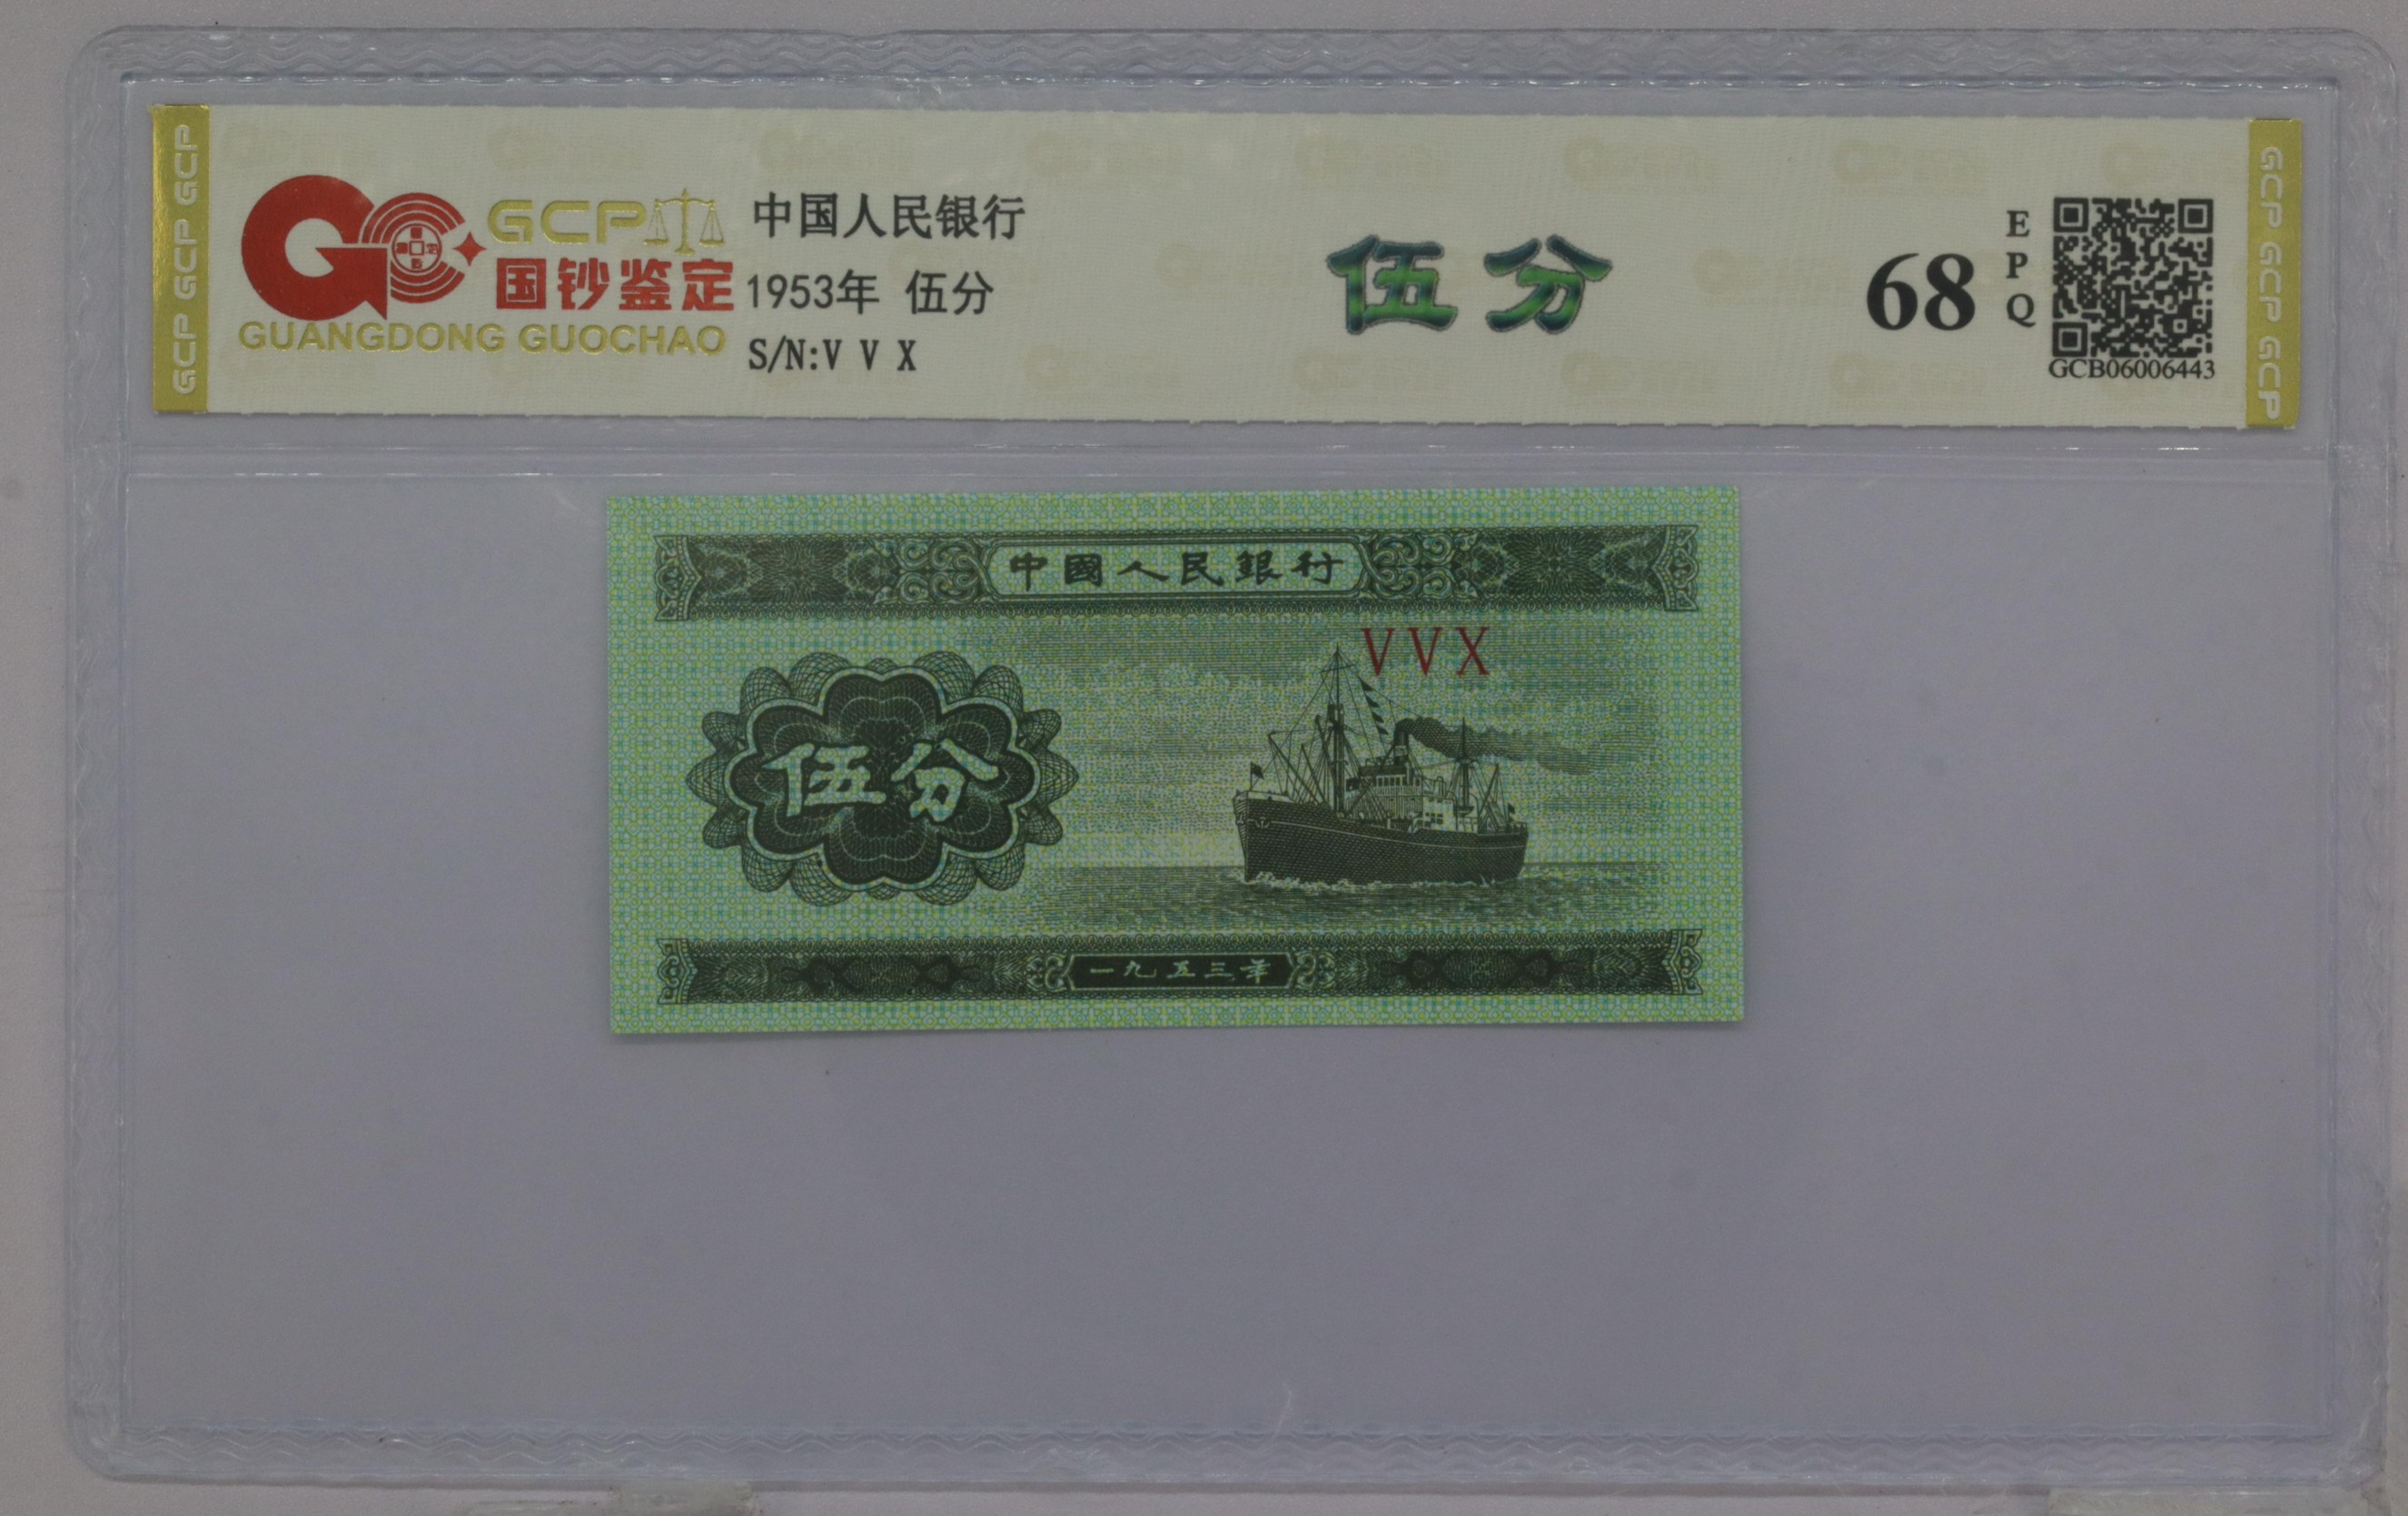 GCP GCP GCP
GCP
国钞鉴定
GUANGDONG GUOCHAO
中国人民银行
1953年 伍分
S/N:V V X
伍分
68
EPQ
GCB06006443
GCP GCP GCP
中國人民銀行
VVX
伍分
一九五三年